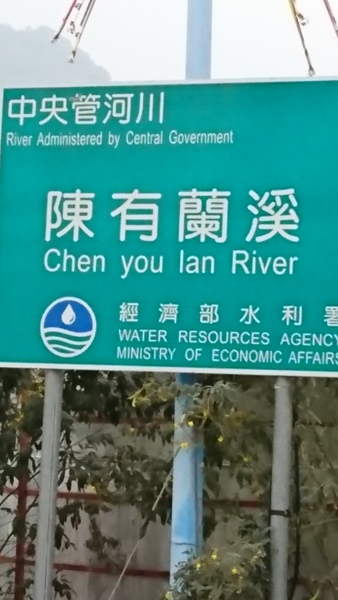 中央管河川
River Administered by Central Government
陳有蘭溪
Chen you lan River
經濟部水利署
WATER RESOURCES AGENCY
MINISTRY OF ECONOMIC AFFAIRS